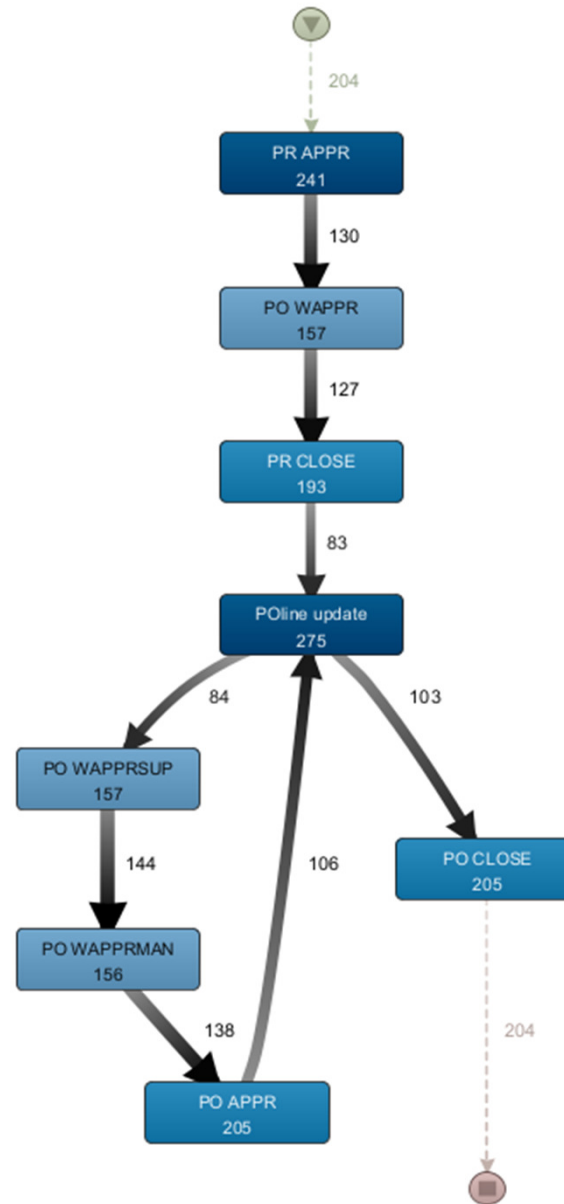 204
PR APPR
241
130
PO WAPPR
157
127
PR CLOSE
193
83
POline update
275
84
103
PO WAPPRSUP
157
144
106
PO CLOSE
205
PO WAPPRMAN
156
138
204
PO APPR
205